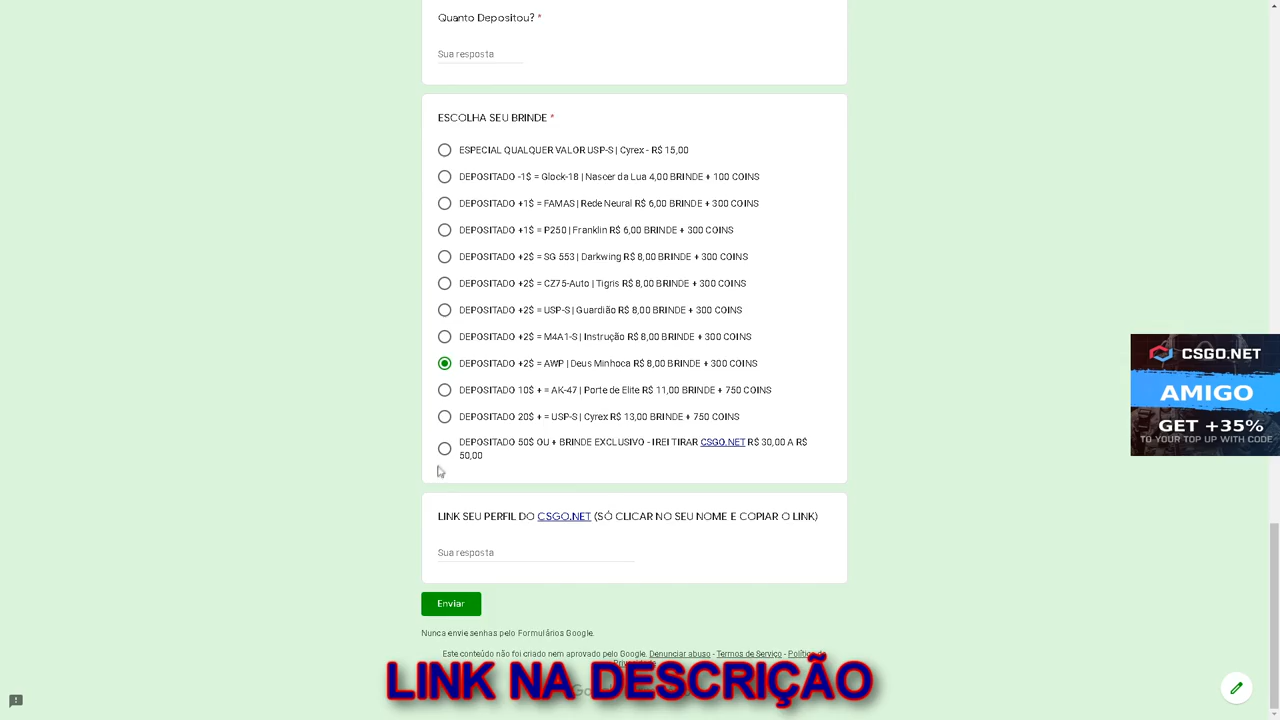 Quanto Depositou? *
Sua resposta
ESCOLHA SEU BRINDE *
ESPECIAL QUALQUER VALOR USP-S | Cyrex - R$ 15,00
DEPOSITADO -1$ = Glock-18 | Nascer da Lua 4,00 BRINDE + 100 COINS
DEPOSITADO +1$ = FAMAS | Rede Neural R$ 6,00 BRINDE + 300 COINS
DEPOSITADO +1$ = P250 | Franklin R$ 6,00 BRINDE + 300 COINS
DEPOSITADO +2$ = SG 553 | Darkwing R$ 8,00 BRINDE + 300 COINS
DEPOSITADO +2$ = CZ75-Auto | Tigris R$ 8,00 BRINDE + 300 COINS
DEPOSITADO +2$ = USP-S | Guardião R$ 8,00 BRINDE + 300 COINS
DEPOSITADO +2$ = M4A1-S | Instrução R$ 8,00 BRINDE + 300 COINS
DEPOSITADO +2$ = AWP | Deus Minhoca R$ 8,00 BRINDE + 300 COINS
DEPOSITADO 10$ + = AK-47 | Porte de Elite R$ 11,00 BRINDE + 750 COINS
DEPOSITADO 20$ + = USP-S | Cyrex R$ 13,00 BRINDE + 750 COINS
DEPOSITADO 50$ OU + BRINDE EXCLUSIVO - IREI TIRAR CSGO.NET R$ 30,00 A R$
50,00
CSGO.NET
AMIGO
GET +35%
TO YOUR TOP UP WITH CODE
LINK SEU PERFIL DO CSGO.NET (SÓ CLICAR NO SEU NOME E COPIAR O LINK)
Sua resposta
Enviar
Nunca envie senhas pelo Formulários Google.
Este conteúdo não foi criado nem aprovado pelo Google. Denunciar abuso - Termos de Serviço - Política de
LINK NA DESCRIÇÃO